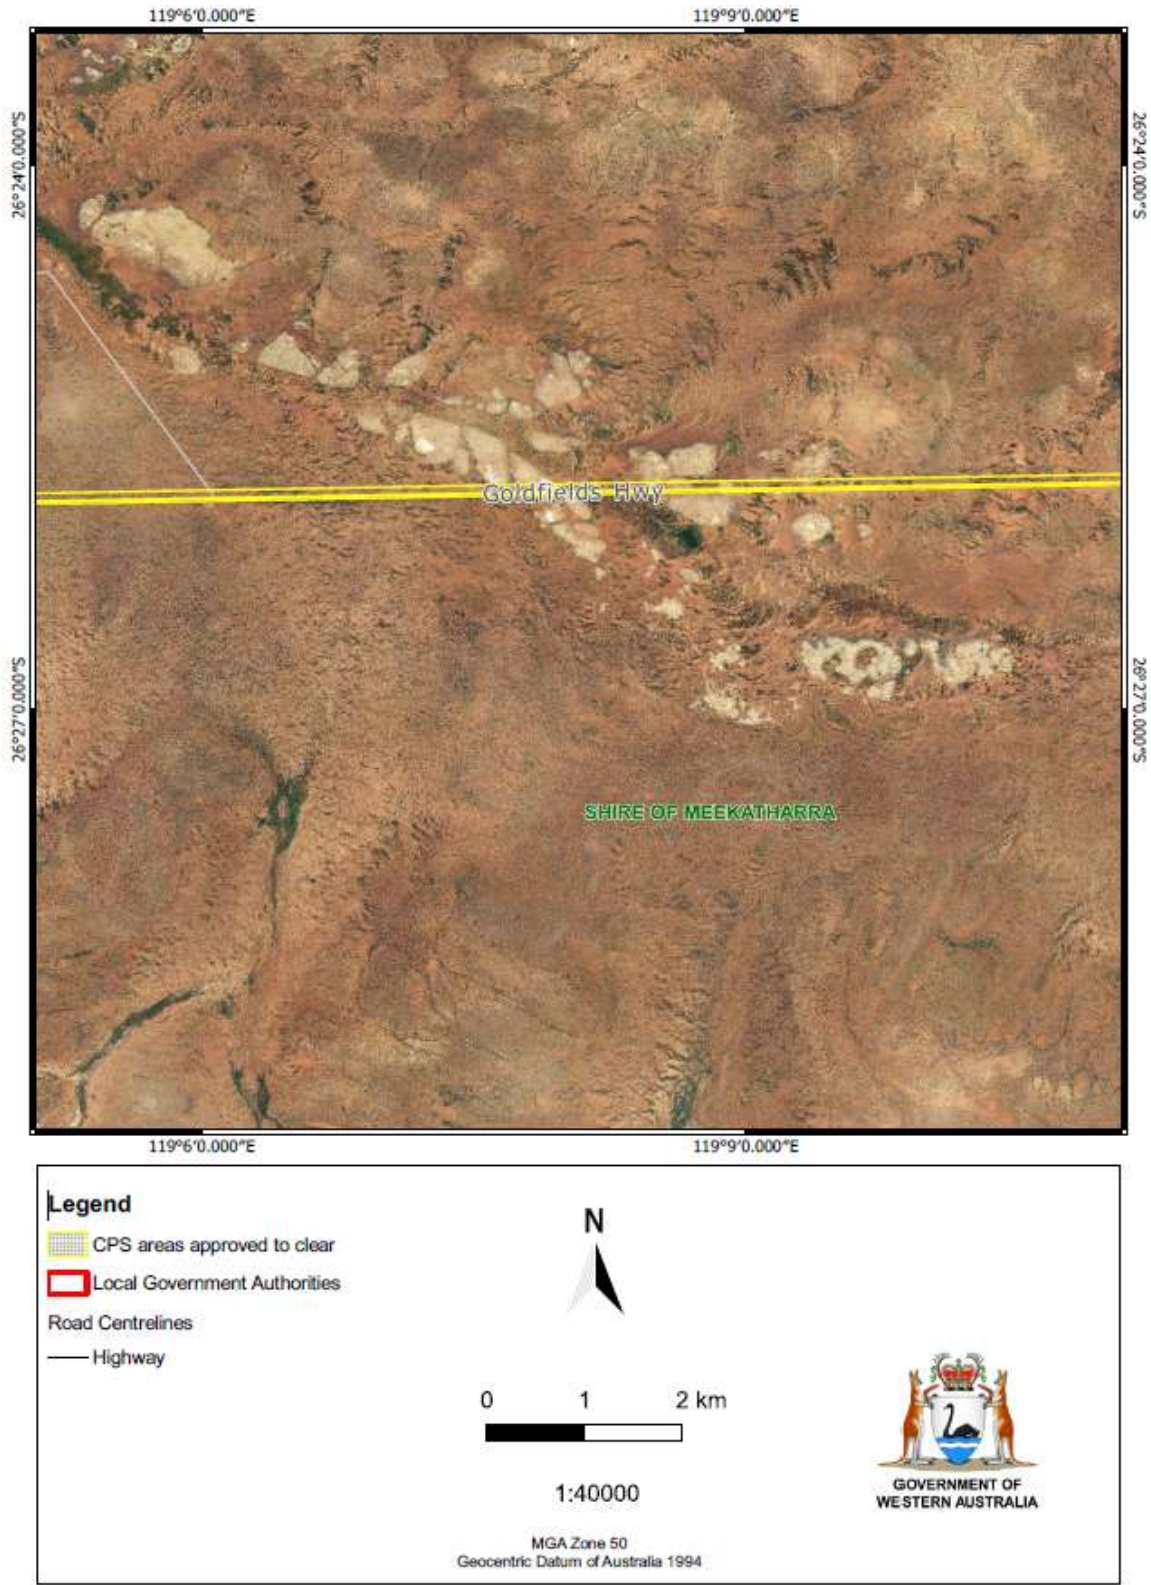 119°6'0.000"E
119°9'0.000"E
26°24'0.000"S
26°24'0.000"S
Goldfields Hwy
26°27'0.000"S
26°27'0.000"S
SHIRE OF MEEKATHARRA
119°6'0.000"E
119°9'0.000"E
Legend
CPS areas approved to clear
Local Government Authorities
Road Centrelines
Highway
N
0 1 2 km
1:40000
MGA Zone 50
Geocentric Datum of Australia 1994
GOVERNMENT OF
WESTERN AUSTRALIA